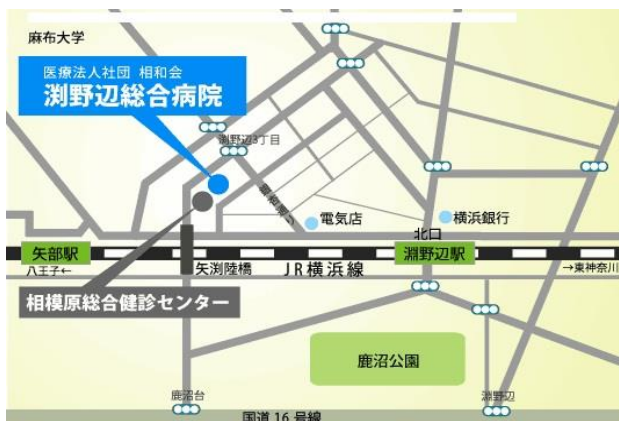 麻布大学
医療法人社団 相和会
渕野辺総合病院
渕野辺3丁目
電気店
横浜銀行
北口
矢部駅
淵野辺駅
八王子←
矢渕陸橋
JR横浜線
→東神奈川
相模原総合健診センター
鹿沼公園
鹿沼台
淵野辺
国道16号線